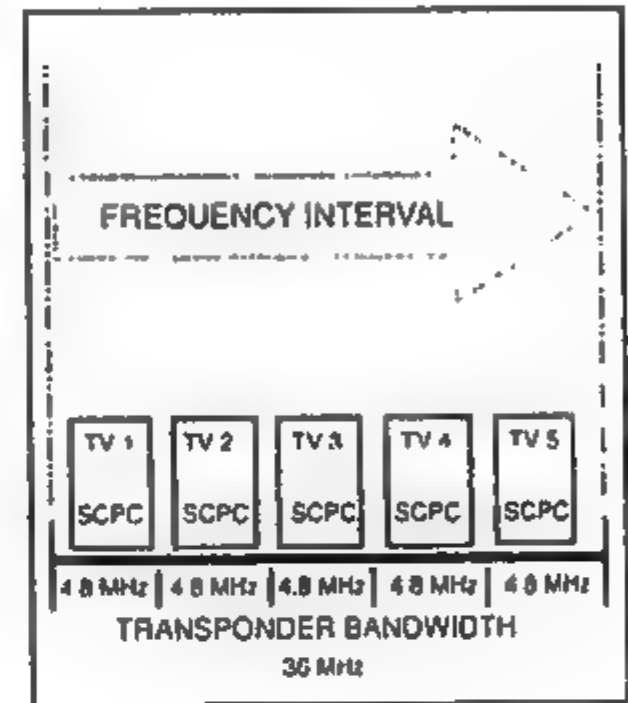 FREQUENCY INTERVAL
TV 1 TV 2 TV 3 TV 4 TV 5
SCPC SCPC SCPC SCPC SCPC
4.8 MHz 4.8 MHz 4.8 MHz 4.8 MHz 4.8 MHz
TRANSPONDER BANDWIDTH
36 MHz